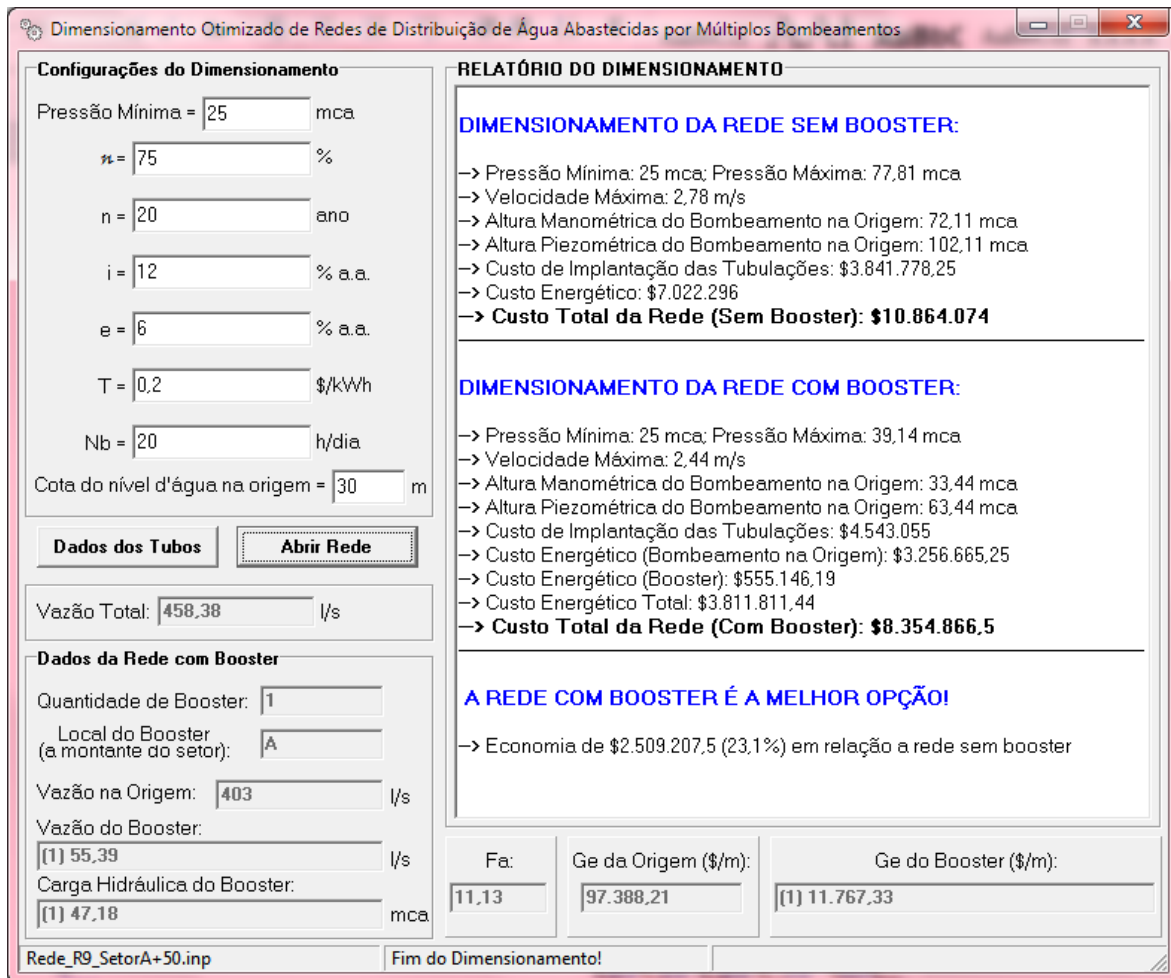 Dimensionamento Otimizado de Redes de Distribuição de Água Abastecidas por Múltiplos Bombeamentos
Configurações do Dimensionamento
Pressão Mínima = 25 mca
n = 75 %
n = 20 ano
i = 12 % a.a.
e = 6 % a.a.
T = 0,2 $/kWh
Nb = 20 h/dia
Cota do nível d'água na origem = 30 m
Dados dos Tubos Abrir Rede
Vazão Total: 458,38 l/s
Dados da Rede com Booster
Quantidade de Booster: 1
Local do Booster
(a montante do setor): A
Vazão na Origem: 403 l/s
Vazão do Booster:
(1) 55,39 l/s
Carga Hidráulica do Booster:
(1) 47,18 mca
RELATÓRIO DO DIMENSIONAMENTO
DIMENSIONAMENTO DA REDE SEM BOOSTER:
--> Pressão Mínima: 25 mca; Pressão Máxima: 77,81 mca
--> Velocidade Máxima: 2,78 m/s
--> Altura Manométrica do Bombeamento na Origem: 72,11 mca
--> Altura Piezométrica do Bombeamento na Origem: 102,11 mca
--> Custo de Implantação das Tubulações: $3.841.778,25
--> Custo Energético: $7.022.296
--> Custo Total da Rede (Sem Booster): $10.864.074
DIMENSIONAMENTO DA REDE COM BOOSTER:
--> Pressão Mínima: 25 mca; Pressão Máxima: 39,14 mca
--> Velocidade Máxima: 2,44 m/s
--> Altura Manométrica do Bombeamento na Origem: 33,44 mca
--> Altura Piezométrica do Bombeamento na Origem: 63,44 mca
--> Custo de Implantação das Tubulações: $4.543.055
--> Custo Energético (Bombeamento na Origem): $3.256.665,25
--> Custo Energético (Booster): $555.146,19
--> Custo Energético Total: $3.811.811,44
--> Custo Total da Rede (Com Booster): $8.354.866,5
A REDE COM BOOSTER É A MELHOR OPÇÃO!
--> Economia de $2.509.207,5 (23,1%) em relação a rede sem booster
Fa: Ge da Origem ($/m): Ge do Booster ($/m):
11,13 97.388,21 (1) 11.767,33
Rede_R9_SetorA+50.inp Fim do Dimensionamento!